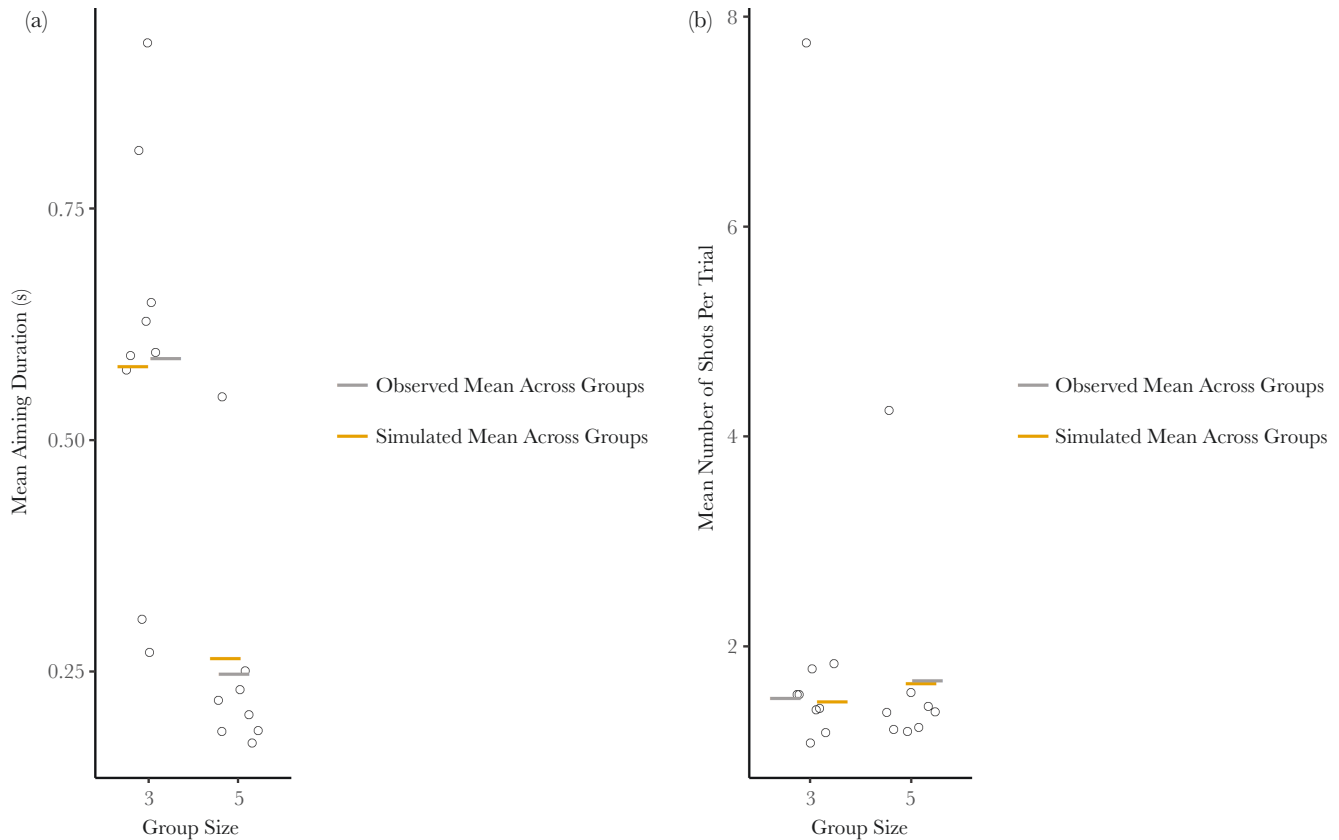 (a)
Mean Aiming Duration (s)
0.75
0.50
0.25
3
5
Group Size
Observed Mean Across Groups
Simulated Mean Across Groups
(b)
Mean Number of Shots Per Trial
8
6
4
2
3
5
Group Size
Observed Mean Across Groups
Simulated Mean Across Groups